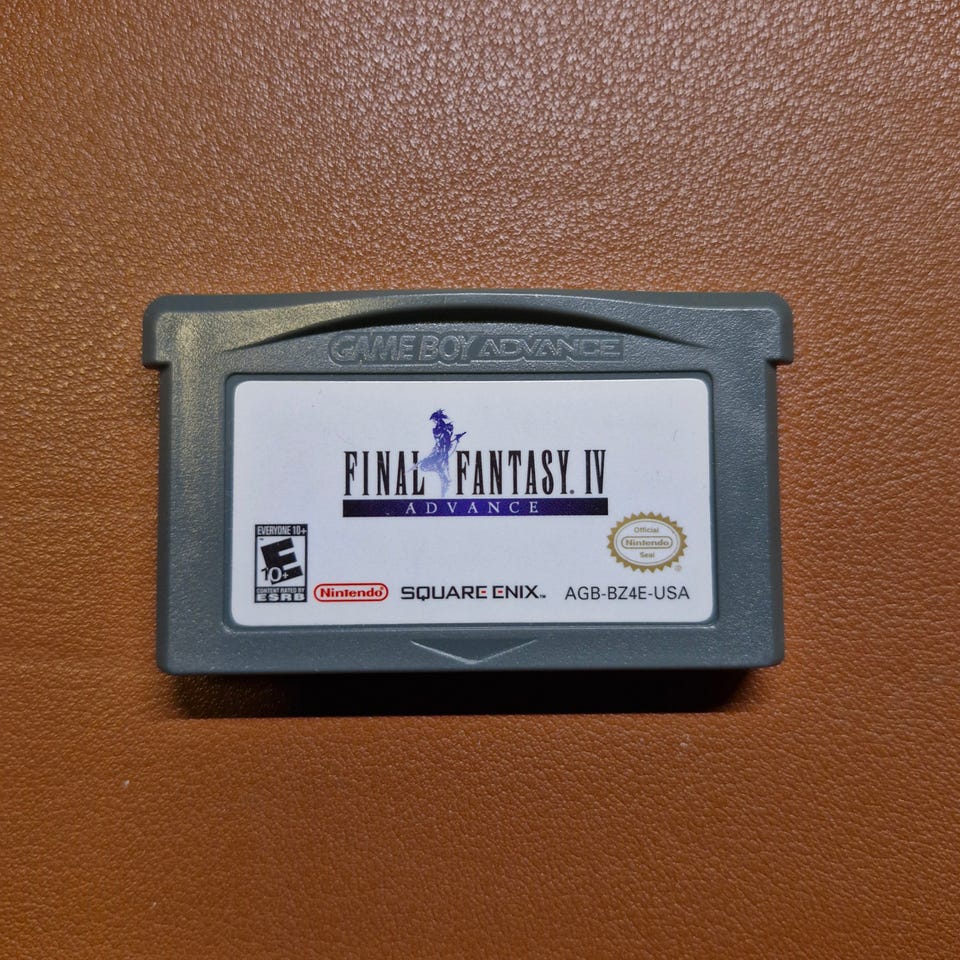 GAME BOY ADVANCE
FINAL FANTASY IV
ADVANCE
EVERYONE 10+
E
10+
CONTENT RATED BY
ESRB
Official
Nintendo
Seal
®
Nintendo
SQUARE ENIX™
AGB-BZ4E-USA